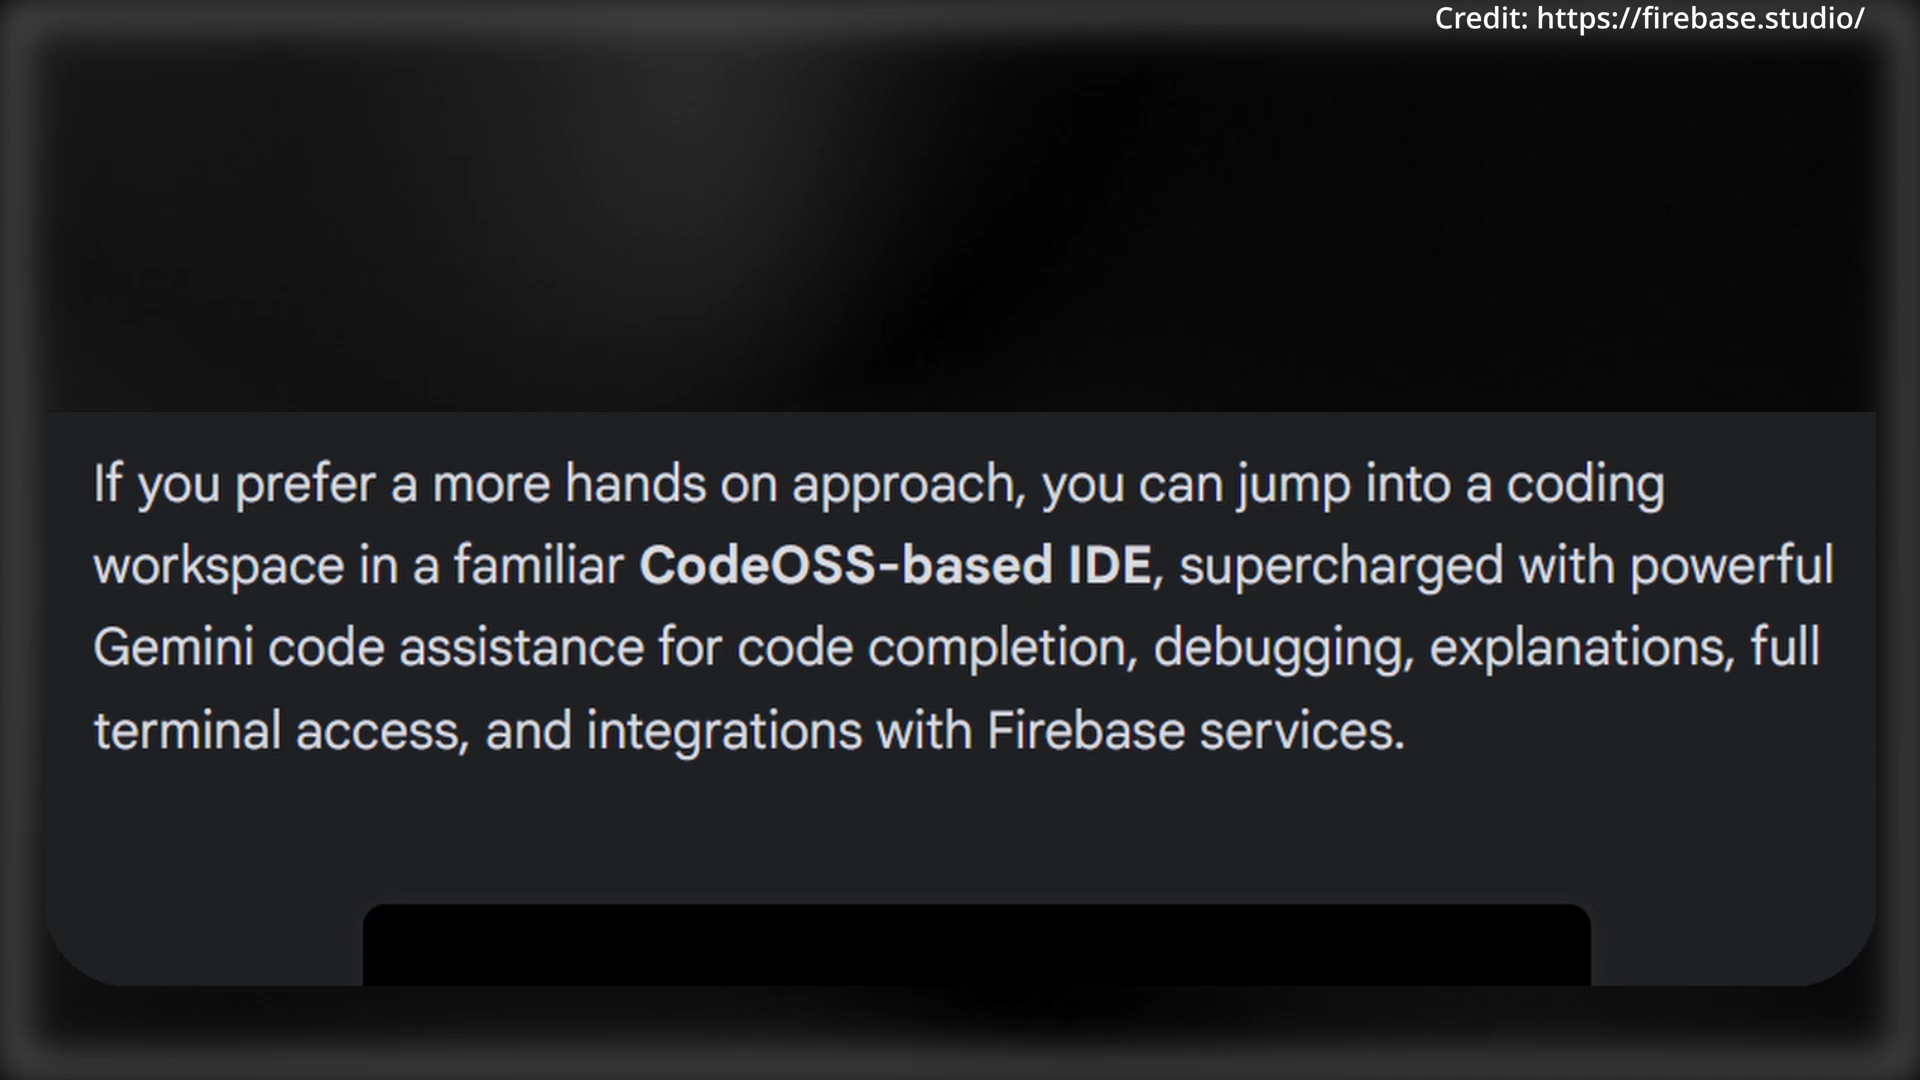 Credit: https://firebase.studio/
If you prefer a more hands on approach, you can jump into a coding
workspace in a familiar CodeOSS-based IDE, supercharged with powerful
Gemini code assistance for code completion, debugging, explanations, full
terminal access, and integrations with Firebase services.